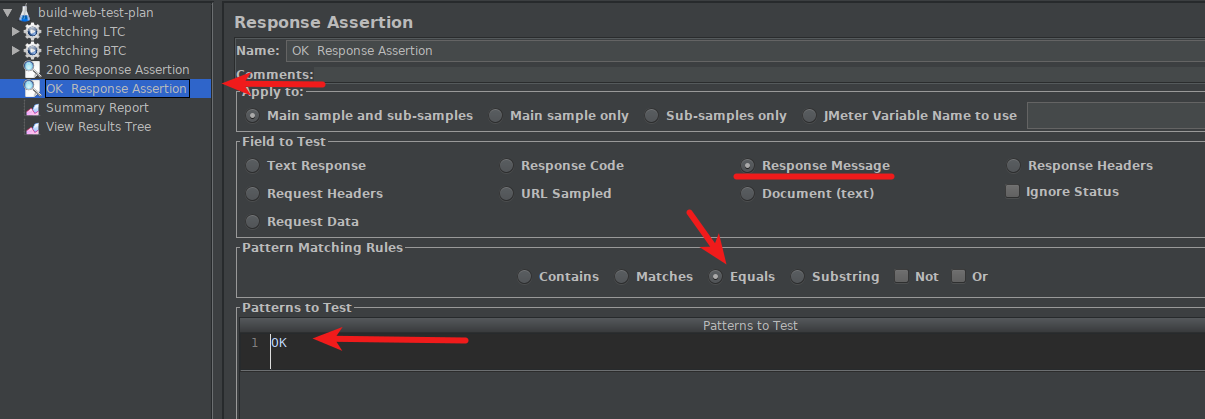 build-web-test-plan
Fetching LTC
Fetching BTC
200 Response Assertion
OK  Response Assertion
Summary Report
View Results Tree
Response Assertion
Name: OK  Response Assertion
Comments:
Apply to:
Main sample and sub-samples Main sample only Sub-samples only JMeter Variable Name to use
Field to Test
Text Response Response Code Response Message Response Headers
Request Headers URL Sampled Document (text) Ignore Status
Request Data
Pattern Matching Rules
Contains Matches Equals Substring Not Or
Patterns to Test
Patterns to Test
1 OK